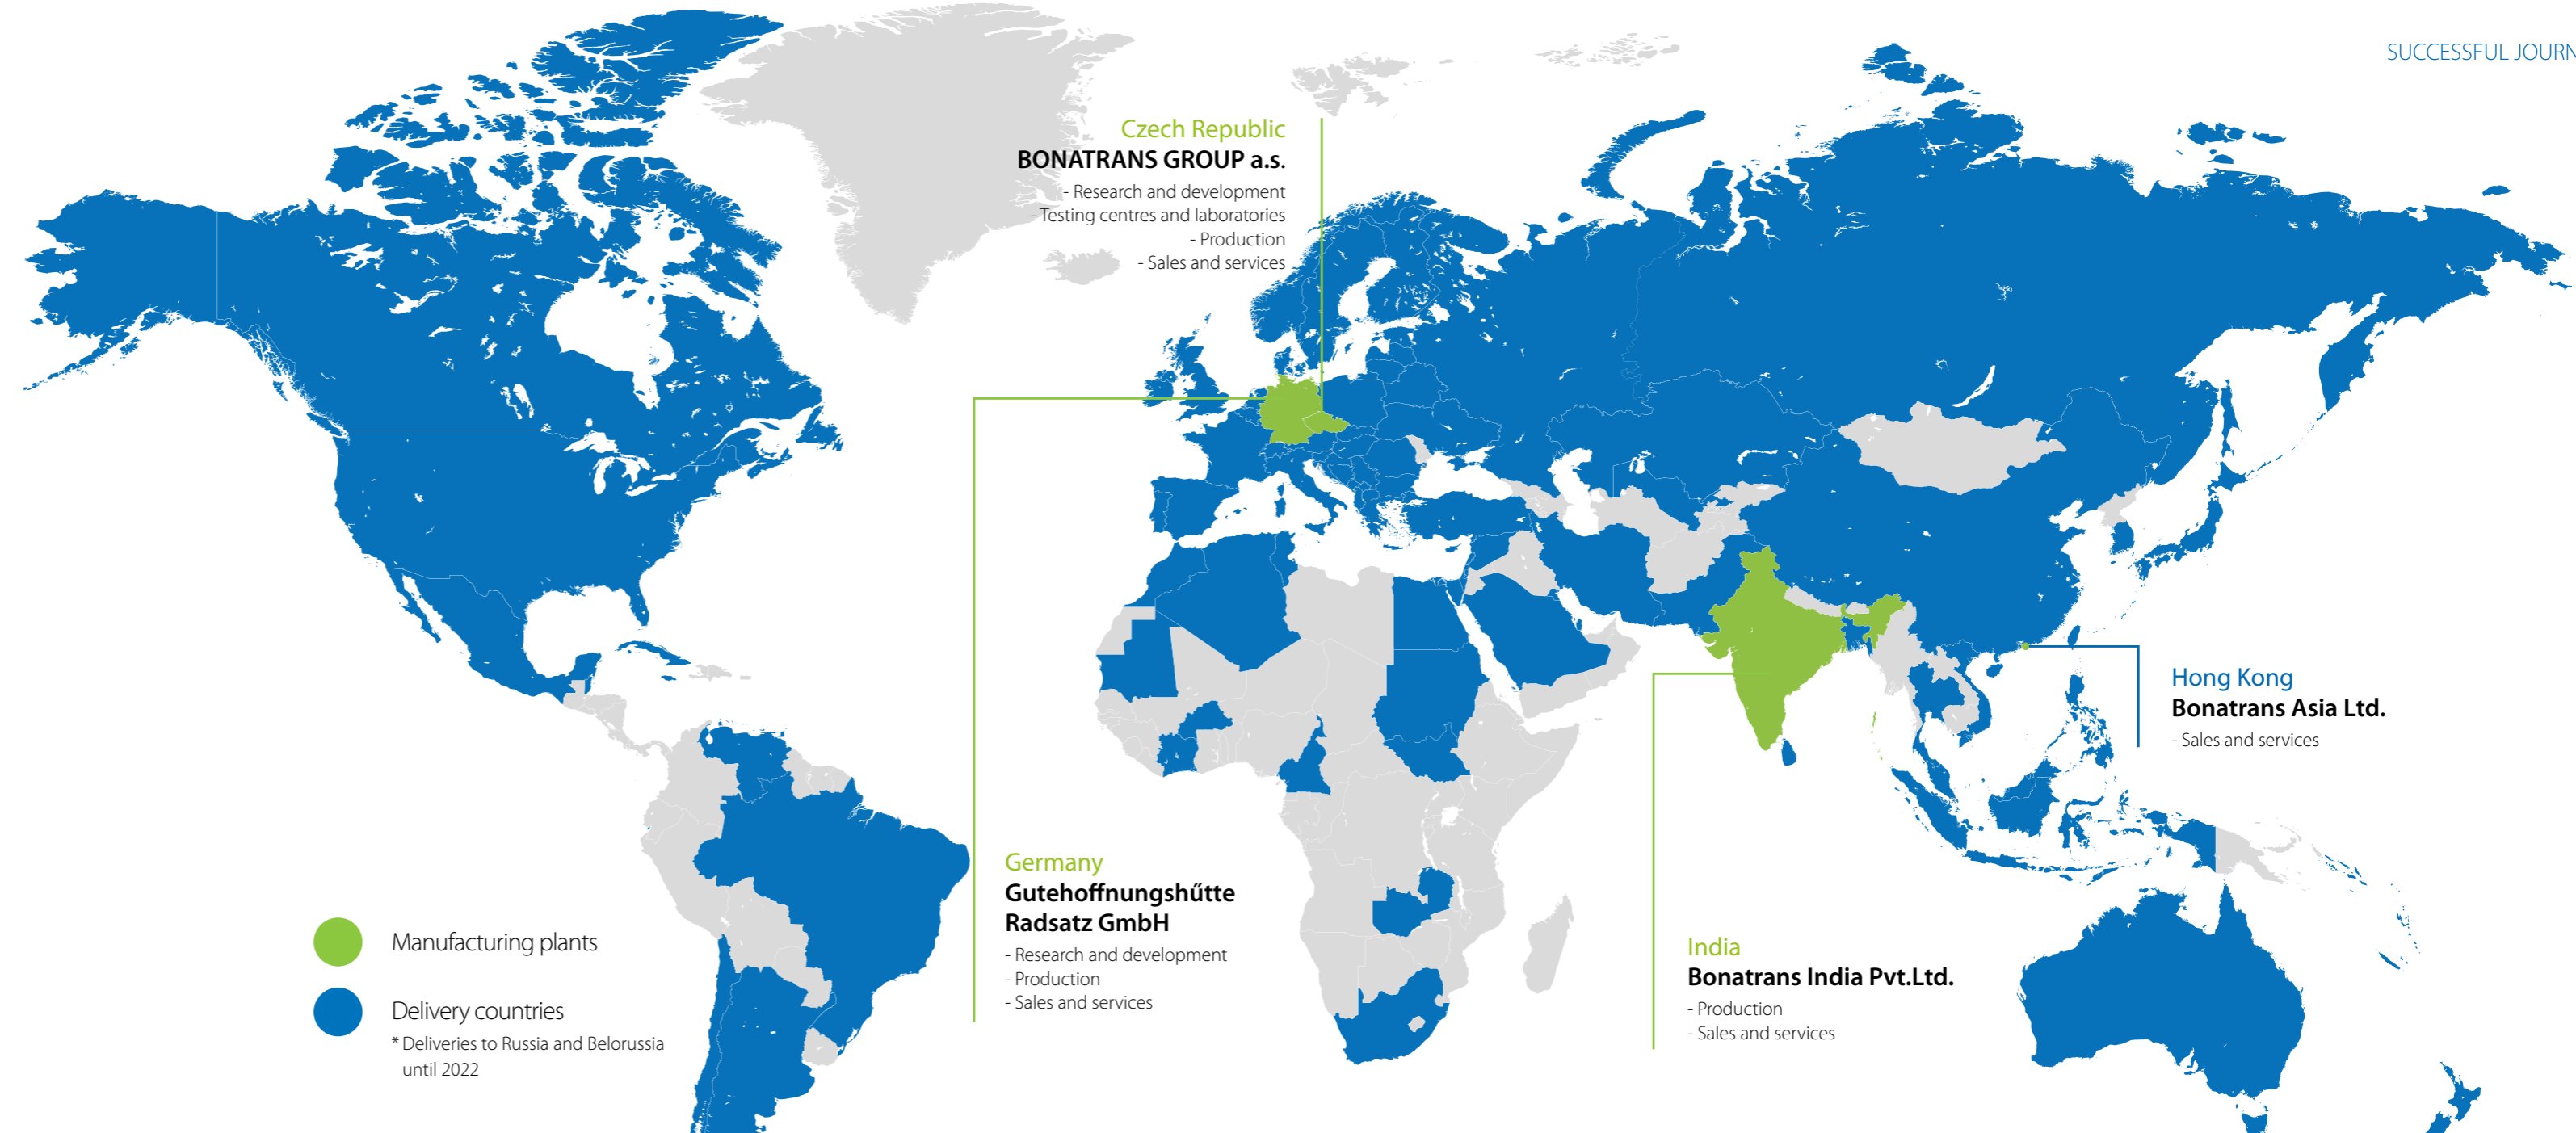 SUCCESSFUL JOURN
Czech Republic
BONATRANS GROUP a.s.
- Research and development
- Testing centres and laboratories
- Production
- Sales and services
Hong Kong
Bonatrans Asia Ltd.
- Sales and services
Germany
Gutehoffnungshűtte
Radsatz GmbH
- Research and development
- Production
- Sales and services
India
Bonatrans India Pvt.Ltd.
- Production
- Sales and services
Manufacturing plants
Delivery countries
* Deliveries to Russia and Belorussia
until 2022